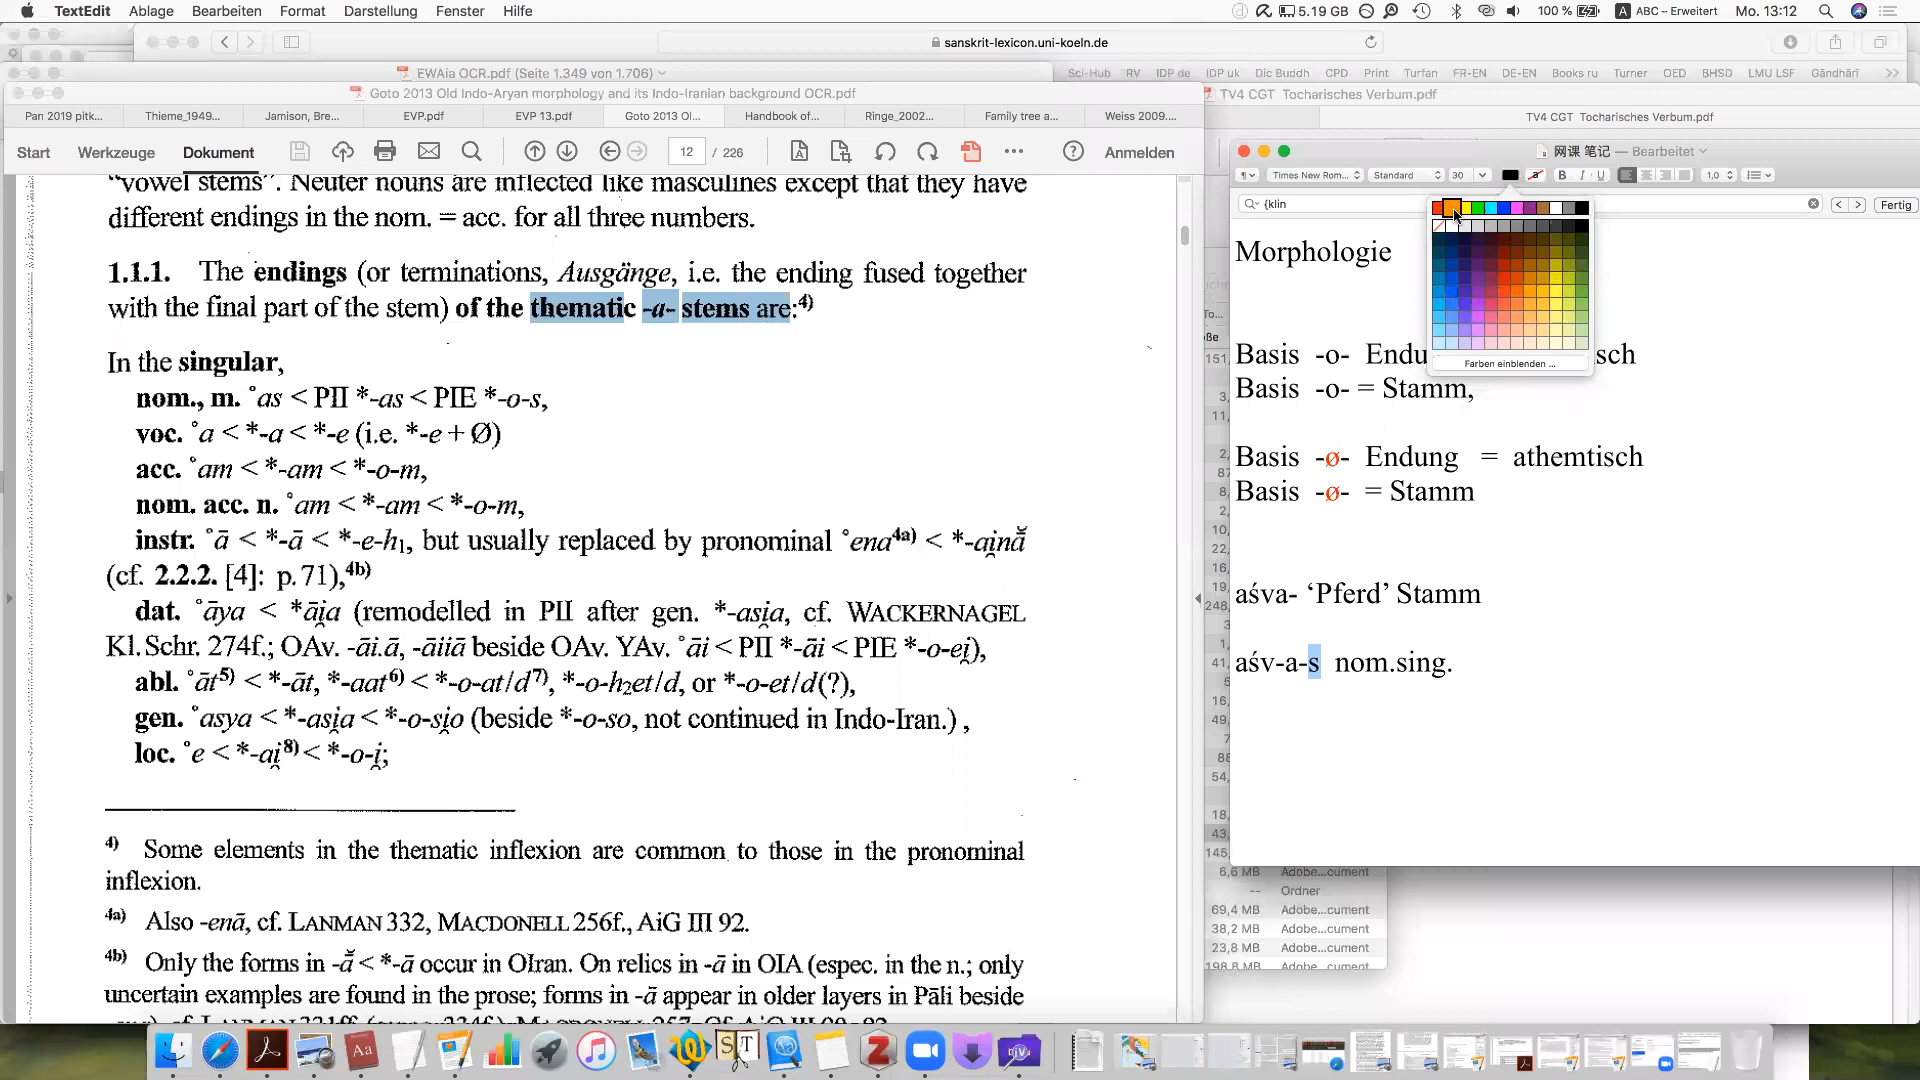 TextEdit Ablage Bearbeiten Format Darstellung Fenster Hilfe 5.19 GB 100 % ABC – Erweitert Mo. 13:12
sanskrit-lexicon.uni-koeln.de
EWAia OCR.pdf (Seite 1.349 von 1.706)
Sci-Hub RV IDP de IDP uk Dic Buddh CPD Print Turfan FR-EN DE-EN Books ru Turner OED BHSD LMU LSF Gāndhārī
Goto 2013 Old Indo-Aryan morphology and its Indo-Iranian background OCR.pdf
TV4 CGT Tocharisches Verbum.pdf
Pan 2019 pitk... Thieme_1949... Jamison, Bre... EVP.pdf EVP 13.pdf Goto 2013 Ol... Handbook of... Ringe_2002... Family tree a... Weiss 2009....
TV4 CGT Tocharisches Verbum.pdf
Start Werkzeuge Dokument 12 / 226 Anmelden
“vowel stems”. Neuter nouns are inflected like masculines except that they have
different endings in the nom. = acc. for all three numbers.
1.1.1. The endings (or terminations, Ausgänge, i.e. the ending fused together
with the final part of the stem) of the thematic -a- stems are:4)
In the singular,
nom., m. °as < PII *-as < PIE *-o-s,
voc. °a < *-a < *-e (i.e. *-e + Ø)
acc. °am < *-am < *-o-m,
nom. acc. n. °am < *-am < *-o-m,
instr. °ā < *-ā < *-e-h₁, but usually replaced by pronominal °ena4a) < *-ai̯nā̆
(cf. 2.2.2. [4]: p. 71),4b)
dat. °āya < *āi̯a (remodelled in PII after gen. *-asi̯a, cf. WACKERNAGEL
Kl. Schr. 274f.; OAv. -āi.ā, -āiiā beside OAv. YAv. °āi < PII *-āi < PIE *-o-ei̯),
abl. °āt5) < *-āt, *-aat6) < *-o-at/d7), *-o-h₂et/d, or *-o-et/d(?),
gen. °asya < *-asi̯a < *-o-si̯o (beside *-o-so, not continued in Indo-Iran.) ,
loc. °e < *-ai̯8) < *-o-i̯;
4) Some elements in the thematic inflexion are common to those in the pronominal
inflexion.
4a) Also -enā, cf. LANMAN 332, MACDONELL 256f., AiG III 92.
4b) Only the forms in -ā̆ < *-ā occur in OIran. On relics in -ā in OIA (espec. in the n.; only
uncertain examples are found in the prose; forms in -ā appear in older layers in Pāli beside
网课 笔记 — Bearbeitet
Times New Rom... Standard 30 B I U 1,0
{klin Fertig
Farben einblenden ...
Morphologie
Basis -o- Endu sch
Basis -o- = Stamm,
Basis -ø- Endung = athemtisch
Basis -ø- = Stamm
aśva- ‘Pferd’ Stamm
aśv-a-s nom.sing.
6,6 MB Adobe...cument
-- Ordner
69,4 MB Adobe...cument
38,2 MB Adobe...cument
23,8 MB Adobe...cument
198,8 MB Adobe...cument